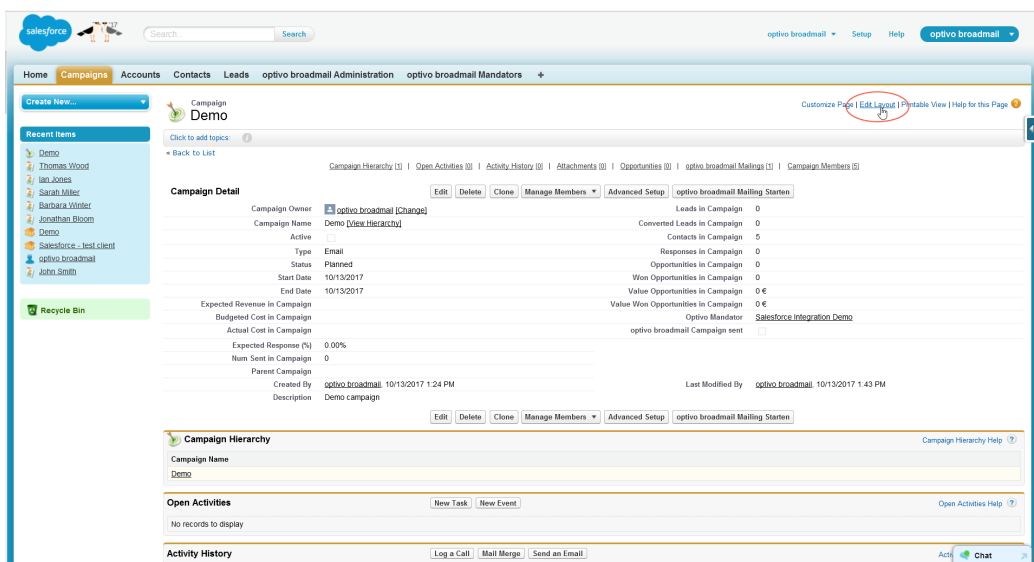 salesforce
'17
Search...
Search
optivo broadmail
Setup
Help
optivo broadmail
Home
Campaigns
Accounts
Contacts
Leads
optivo broadmail Administration
optivo broadmail Mandators
+
Create New...
Recent Items
Demo
Thomas Wood
Ian Jones
Sarah Miller
Barbara Winter
Jonathan Bloom
Demo
Salesforce - test client
optivo broadmail
John Smith
Recycle Bin
Campaign
Demo
Customize Page | Edit Layout | Printable View | Help for this Page ?
Click to add topics: i
« Back to List
Campaign Hierarchy [1] | Open Activities [0] | Activity History [0] | Attachments [0] | Opportunities [0] | optivo broadmail Mailings [1] | Campaign Members [5]
Campaign Detail
Edit Delete Clone Manage Members Advanced Setup optivo broadmail Mailing Starten
Campaign Owner optivo broadmail [Change] Leads in Campaign 0
Campaign Name Demo [View Hierarchy] Converted Leads in Campaign 0
Active Contacts in Campaign 5
Type Email Responses in Campaign 0
Status Planned Opportunities in Campaign 0
Start Date 10/13/2017 Won Opportunities in Campaign 0
End Date 10/13/2017 Value Opportunities in Campaign 0 €
Expected Revenue in Campaign Value Won Opportunities in Campaign 0 €
Budgeted Cost in Campaign Optivo Mandator Salesforce Integration Demo
Actual Cost in Campaign optivo broadmail Campaign sent
Expected Response (%) 0.00%
Num Sent in Campaign 0
Parent Campaign
Created By optivo broadmail, 10/13/2017 1:24 PM Last Modified By optivo broadmail, 10/13/2017 1:43 PM
Description Demo campaign
Edit Delete Clone Manage Members Advanced Setup optivo broadmail Mailing Starten
Campaign Hierarchy Campaign Hierarchy Help ?
Campaign Name
Demo
Open Activities New Task New Event Open Activities Help ?
No records to display
Activity History Log a Call Mail Merge Send an Email
Chat